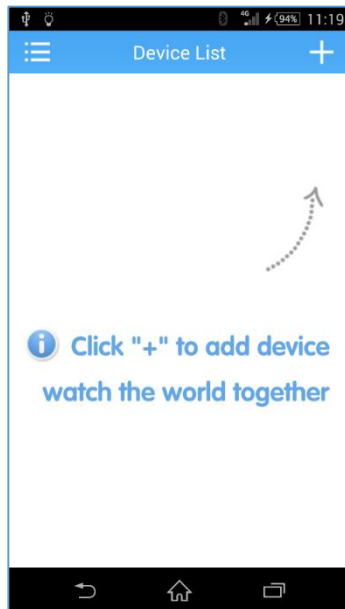 4G 94% 11:19
Device List
Click "+" to add device
watch the world together